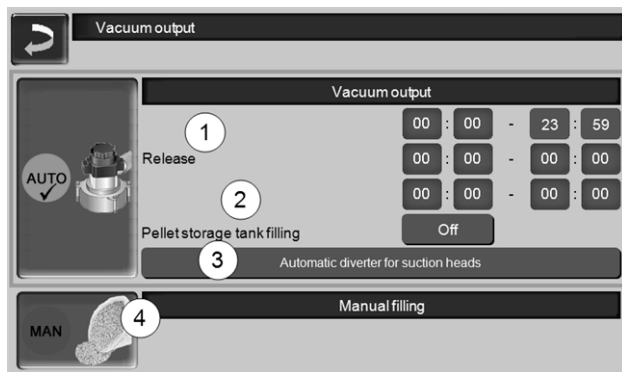 Vacuum output
Vacuum output
1
00 : 00 - 23 : 59
Release
00 : 00 - 00 : 00
AUTO
2
00 : 00 - 00 : 00
Pellet storage tank filling
Off
3
Automatic diverter for suction heads
4
Manual filling
MAN